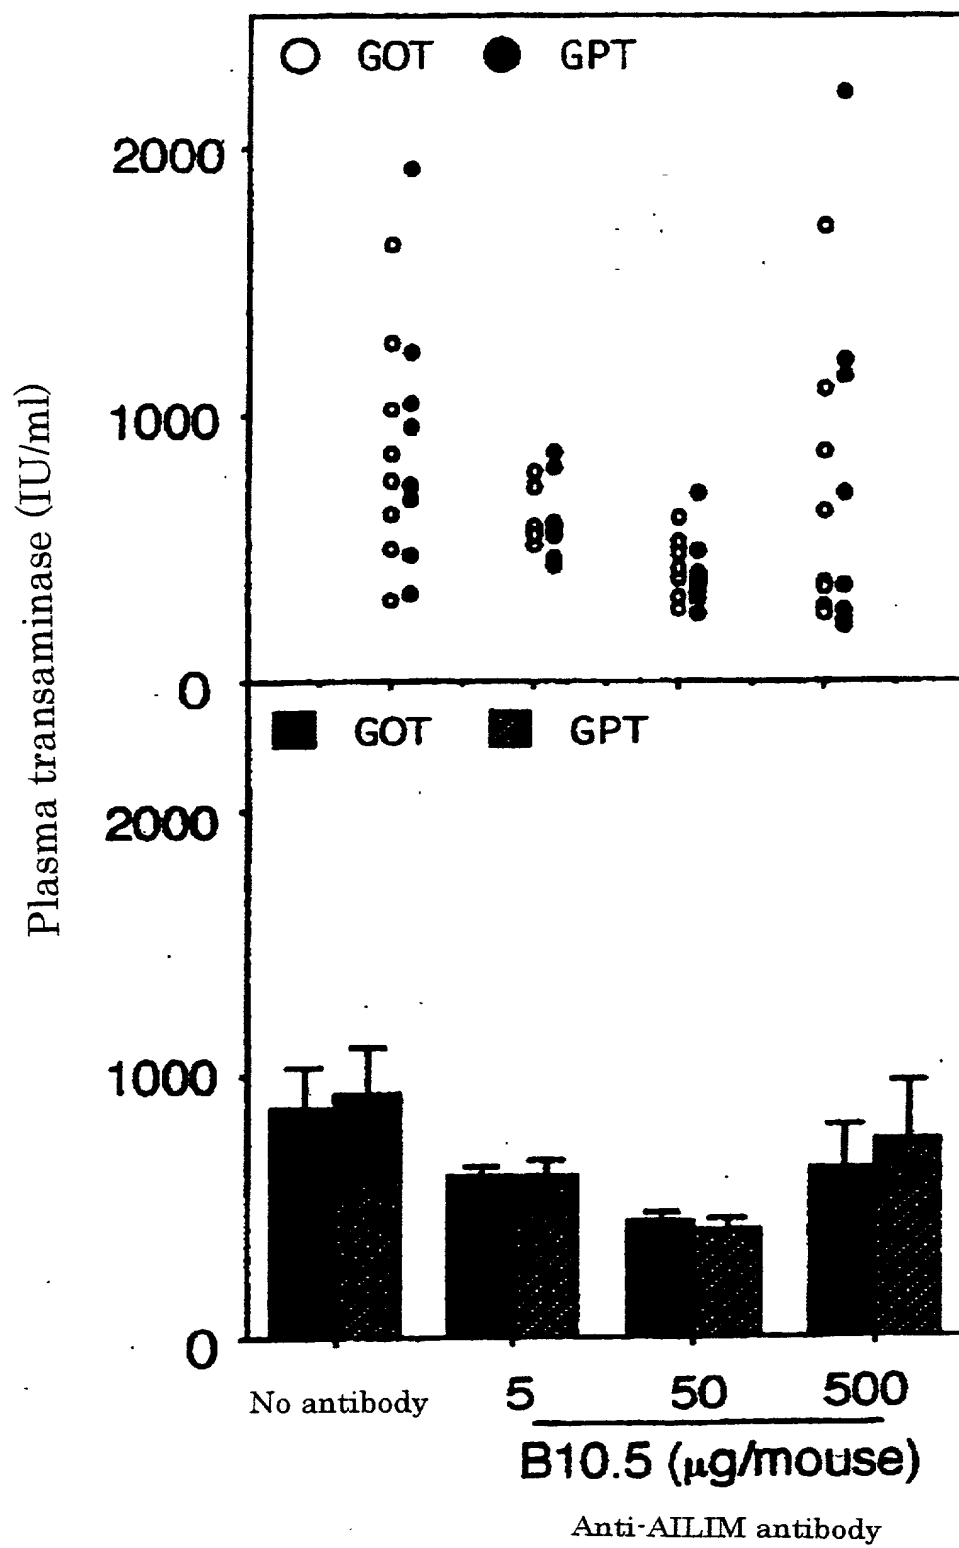 GOT GPT
2000
1000
0
GOT GPT
2000
1000
0
Plasma transaminase (IU/ml)
No antibody 5 50 500
B10.5 (μg/mouse)
Anti-AILIM antibody